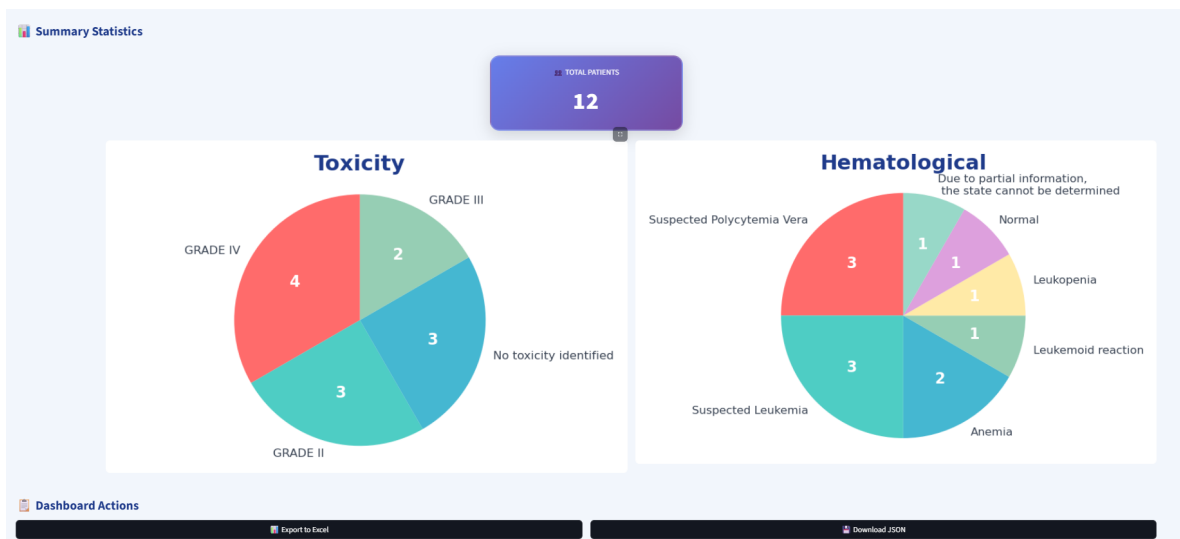 Summary Statistics
TOTAL PATIENTS
12
Toxicity
GRADE III
GRADE IV
2
4
3
No toxicity identified
3
GRADE II
Hematological
Due to partial information,
the state cannot be determined
Suspected Polycytemia Vera
Normal
1
3
1
Leukopenia
1
1
Leukemoid reaction
3
2
Suspected Leukemia
Anemia
Dashboard Actions
Export to Excel
Download JSON